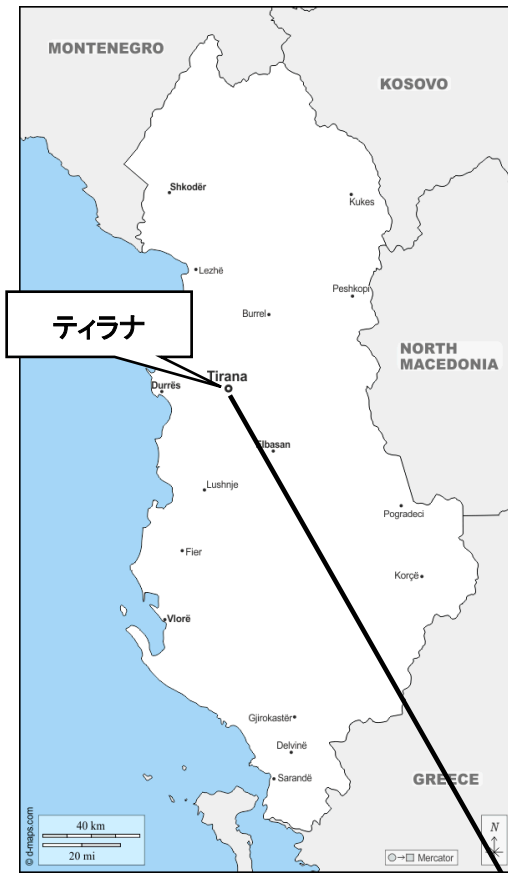 MONTENEGRO
KOSOVO
Shkodër
Kukes
Lezhë
Peshkopi
Burrel
ティラナ
NORTH
MACEDONIA
Tirana
Durrës
Elbasan
Lushnje
Pogradeci
Fier
Korçë
Vlorë
Gjirokastër
Delvinë
Sarandë
GREECE
40 km
20 mi
N
Mercator
© d-maps.com